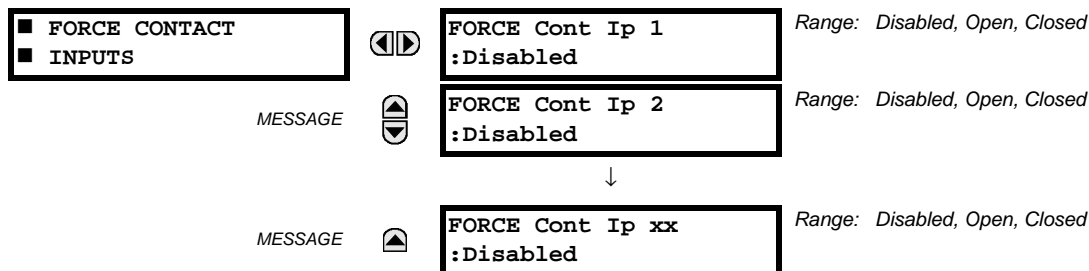 ■ FORCE CONTACT
■ INPUTS
FORCE Cont Ip 1
:Disabled
Range: Disabled, Open, Closed
MESSAGE
FORCE Cont Ip 2
:Disabled
Range: Disabled, Open, Closed
↓
MESSAGE
FORCE Cont Ip xx
:Disabled
Range: Disabled, Open, Closed